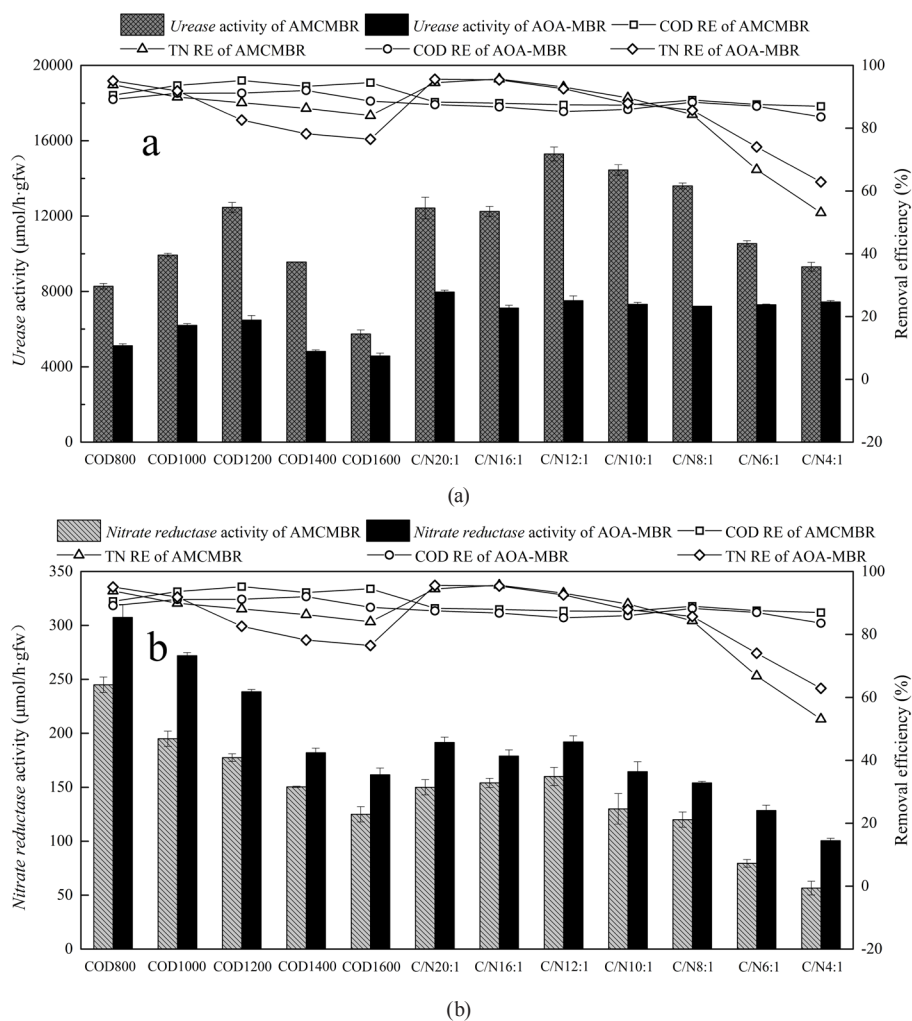 Urease activity of AMCMBR Urease activity of AOA-MBR COD RE of AMCMBR
TN RE of AMCMBR COD RE of AOA-MBR TN RE of AOA-MBR
20000
16000
12000
8000
4000
0
Urease activity (μmol/h·gfw)
a
100
80
60
40
20
0
-20
Removal efficiency (%)
COD800 COD1000 COD1200 COD1400 COD1600 C/N20:1 C/N16:1 C/N12:1 C/N10:1 C/N8:1 C/N6:1 C/N4:1
(a)
Nitrate reductase activity of AMCMBR Nitrate reductase activity of AOA-MBR COD RE of AMCMBR
TN RE of AMCMBR COD RE of AOA-MBR TN RE of AOA-MBR
350
300
250
200
150
100
50
0
Nitrate reductase activity (μmol/h·gfw)
b
100
80
60
40
20
0
-20
Removal efficiency (%)
COD800 COD1000 COD1200 COD1400 COD1600 C/N20:1 C/N16:1 C/N12:1 C/N10:1 C/N8:1 C/N6:1 C/N4:1
(b)